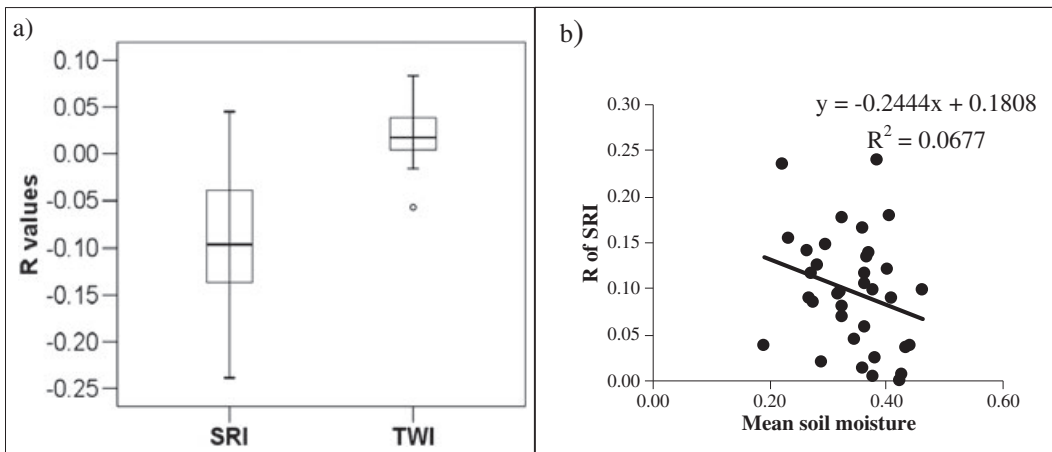 a)
R values
0.10
0.05
0.00
-0.05
-0.10
-0.15
-0.20
-0.25
SRI TWI
b)
y = -0.2444x + 0.1808
R² = 0.0677
R of SRI
0.30
0.25
0.20
0.15
0.10
0.05
0.00
0.00 0.20 0.40 0.60
Mean soil moisture